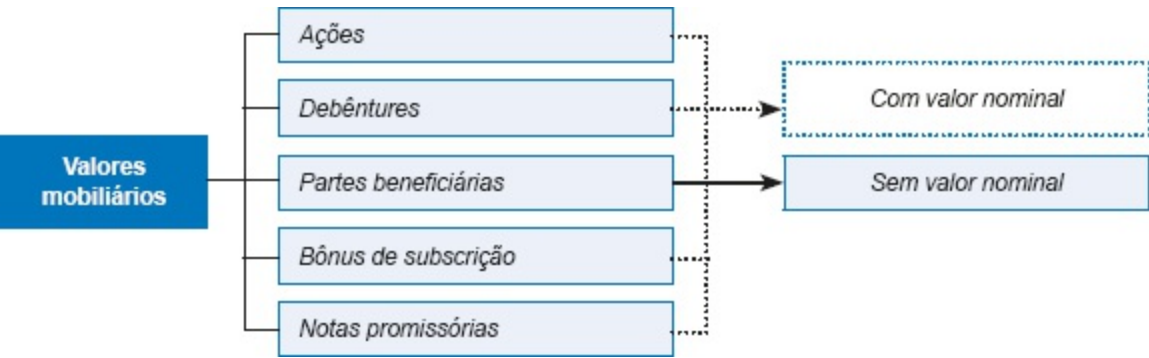 Valores
mobiliários
Ações
Debêntures
Partes beneficiárias
Bônus de subscrição
Notas promissórias
Com valor nominal
Sem valor nominal